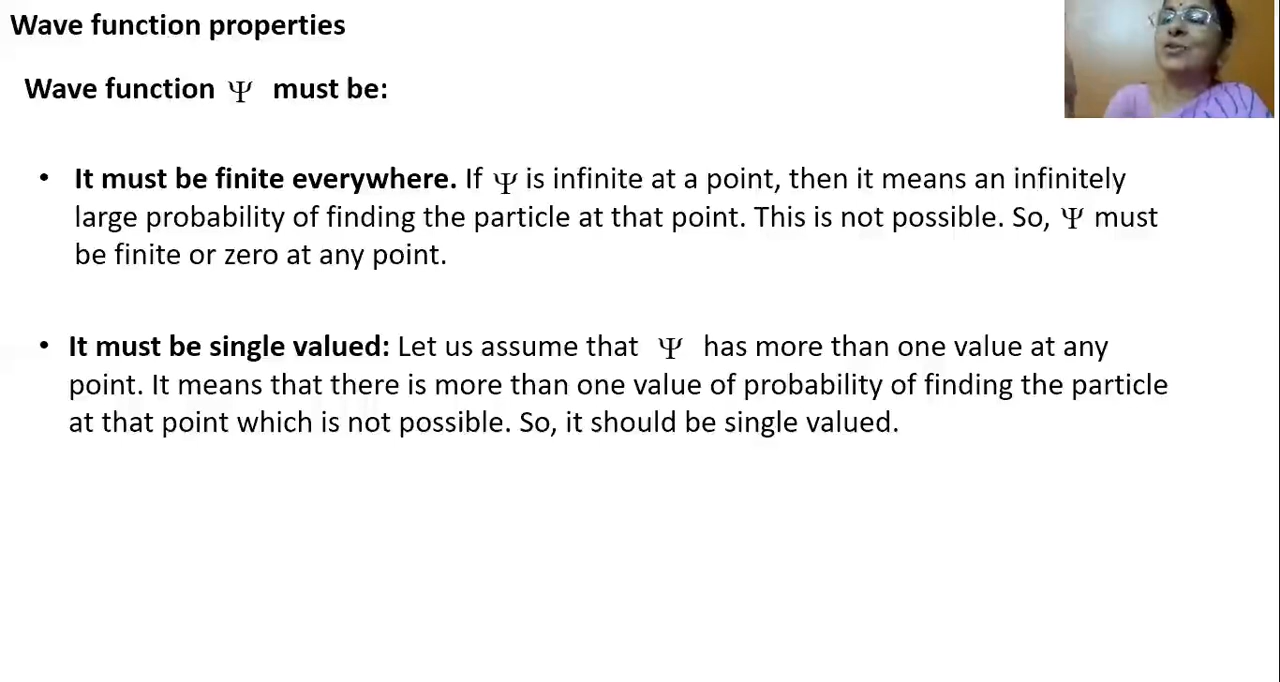 Wave function properties
Wave function Ψ must be:
• It must be finite everywhere. If Ψ is infinite at a point, then it means an infinitely
large probability of finding the particle at that point. This is not possible. So, Ψ must
be finite or zero at any point.
• It must be single valued: Let us assume that Ψ has more than one value at any
point. It means that there is more than one value of probability of finding the particle
at that point which is not possible. So, it should be single valued.